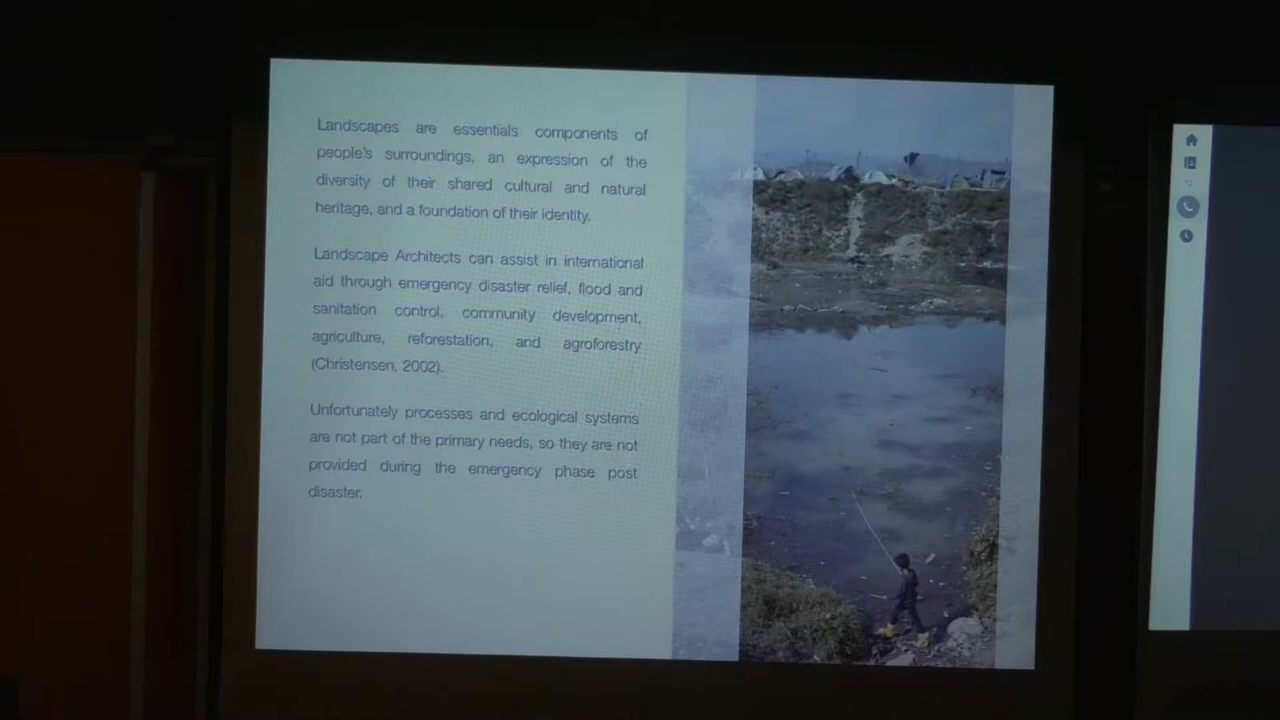 Landscapes are essentials components of
people's surroundings, an expression of the
diversity of their shared cultural and natural
heritage, and a foundation of their identity.
Landscape Architects can assist in international
aid through emergency disaster relief, flood and
sanitation control, community development,
agriculture, reforestation, and agroforestry
(Christensen, 2002).
Unfortunately processes and ecological systems
are not part of the primary needs, so they are not
provided during the emergency phase post
disaster.